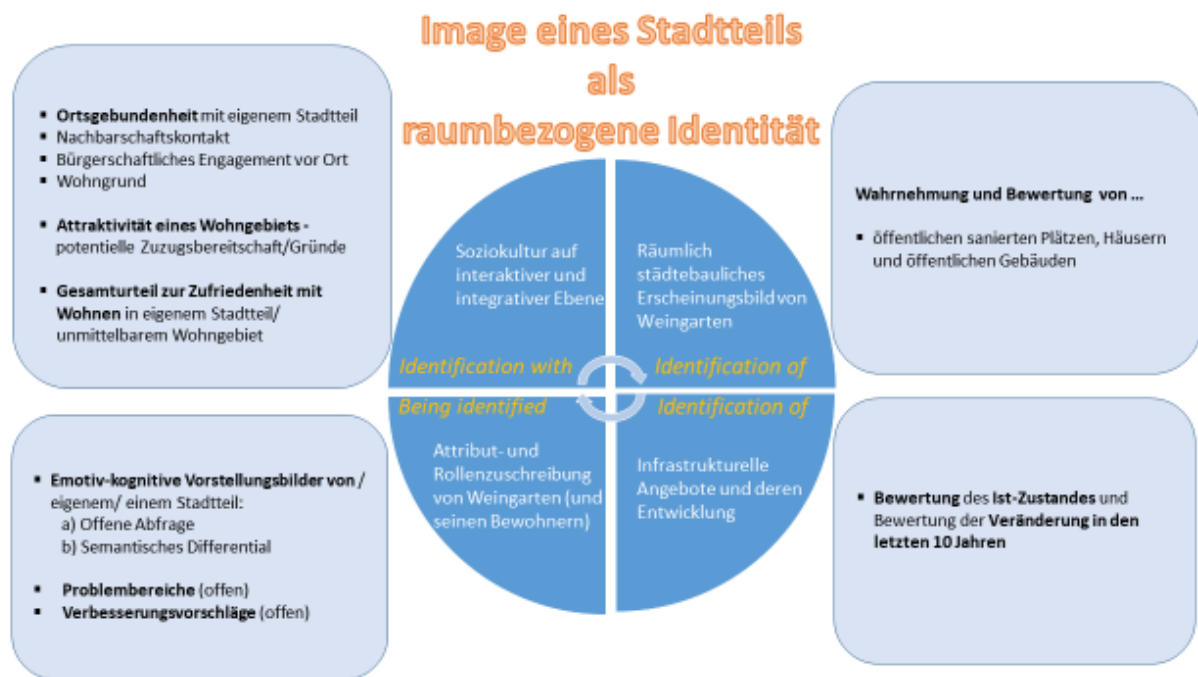 Image eines Stadtteils
als
raumbezogene Identität
▪ Ortsgebundenheit mit eigenem Stadtteil
▪ Nachbarschaftskontakt
▪ Bürgerschaftliches Engagement vor Ort
▪ Wohngrund
▪ Attraktivität eines Wohngebiets -
potentielle Zuzugsbereitschaft/Gründe
▪ Gesamturteil zur Zufriedenheit mit
Wohnen in eigenem Stadtteil/
unmittelbarem Wohngebiet
Soziokultur auf
interaktiver und
integrativer Ebene
Identification with
Räumlich
städtebauliches
Erscheinungsbild von
Weingarten
Identification of
Wahrnehmung und Bewertung von ...
▪ öffentlichen sanierten Plätzen, Häusern
und öffentlichen Gebäuden
▪ Emotiv-kognitive Vorstellungsbilder von /
eigenem/ einem Stadtteil:
a) Offene Abfrage
b) Semantisches Differential
▪ Problembereiche (offen)
▪ Verbesserungsvorschläge (offen)
Being identified
Attribut- und
Rollenzuschreibung
von Weingarten (und
seinen Bewohnern)
Identification of
Infrastrukturelle
Angebote und deren
Entwicklung
▪ Bewertung des Ist-Zustandes und
Bewertung der Veränderung in den
letzten 10 Jahren